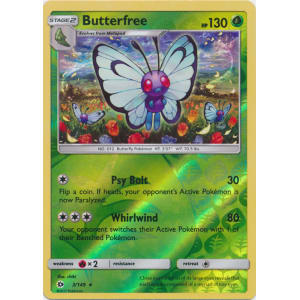 STAGE 2
Butterfree
HP 130
Evolves from Metapod
NO. 012 Butterfly Pokémon HT: 3'07" WT: 70.5 lbs.
Psy Bolt 30
Flip a coin. If heads, your opponent's Active Pokémon is
now Paralyzed.
Whirlwind 80
Your opponent switches their Active Pokémon with 1 of
their Benched Pokémon.
weakness ×2 resistance retreat
3/149